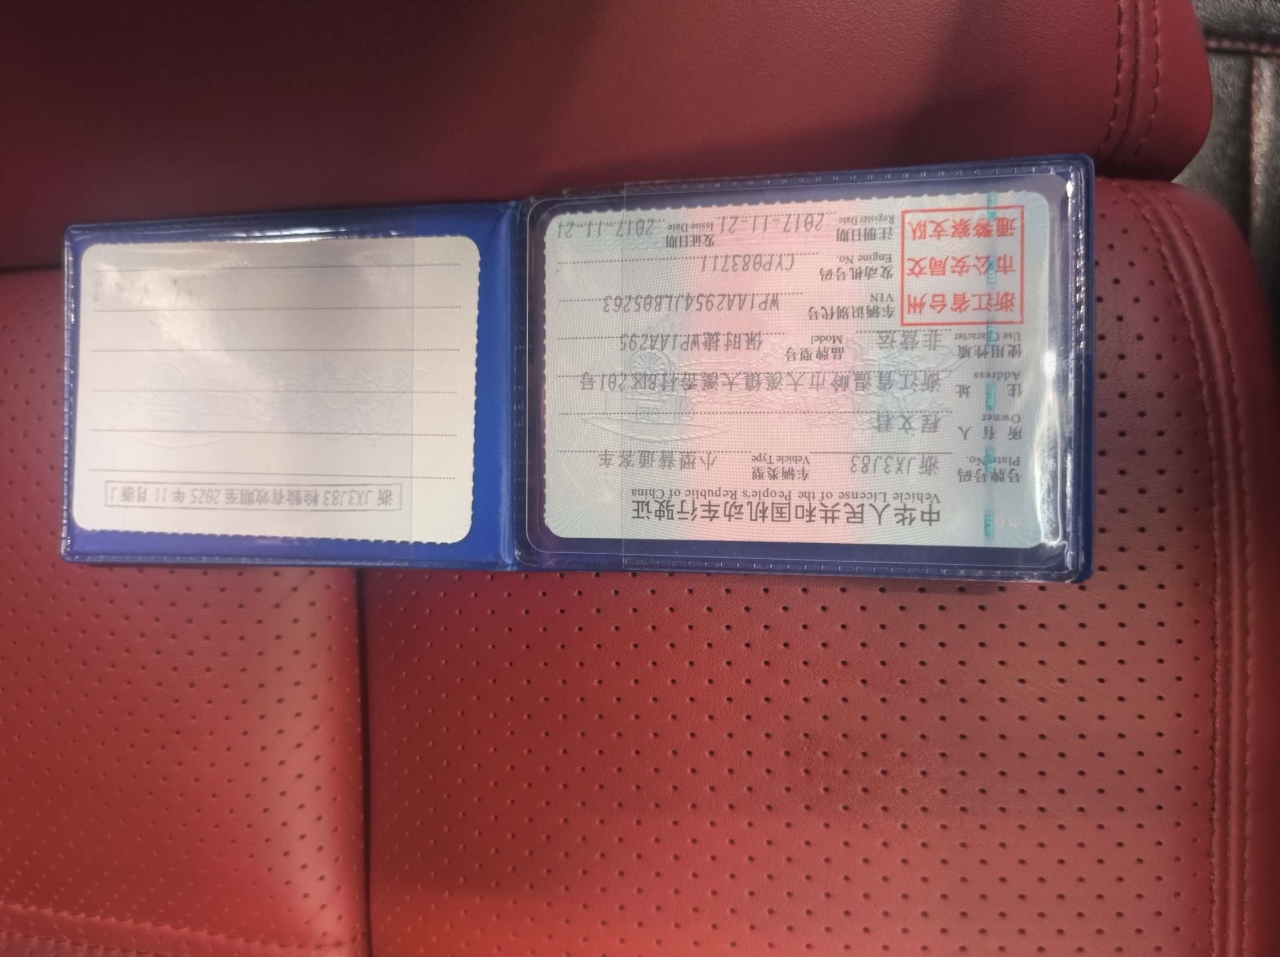 中华人民共和国机动车行驶证
Vehicle License of the People's Republic of China
号牌号码 浙JX3J83 车辆类型 小型普通客车
Plate No. Vehicle Type
所有人 程文君
Owner
住址 浙江省温岭市大溪镇大溪村B区201号
Address
使用性质 非营运 品牌型号 保时捷WP1AA295
Use Character Model
浙江省台州
市公安局交
通警察支队
车辆识别代号 WP1AA2954JLB05263
VIN
发动机号码 CYP083711
Engine No.
注册日期 2017-11-21 发证日期 2017-11-21
Register Date Issue Date
浙JX3J83 检验有效期至2025年11月浙J